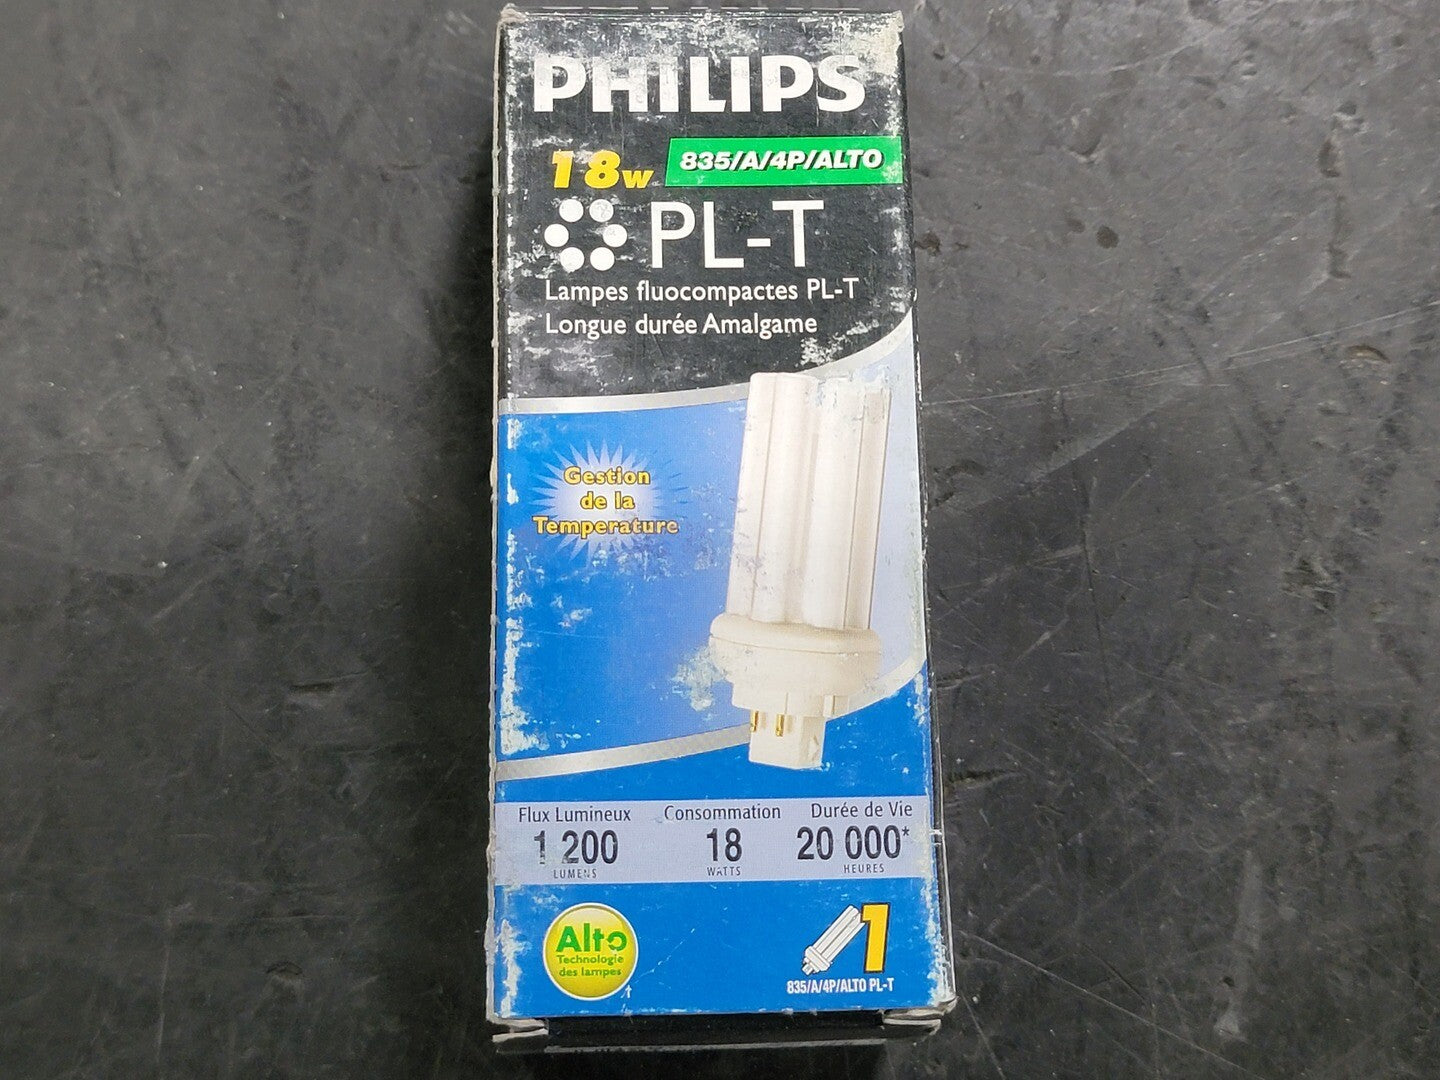 PHILIPS
18w 835/A/4P/ALTO
PL-T
Lampes fluocompactes PL-T
Longue durée Amalgame
Gestion
de la
Temperature
Flux Lumineux Consommation Durée de Vie
1 200 18 20 000*
LUMENS WATTS HEURES
Alto
Technologie
des lampes
†
1
835/A/4P/ALTO PL-T